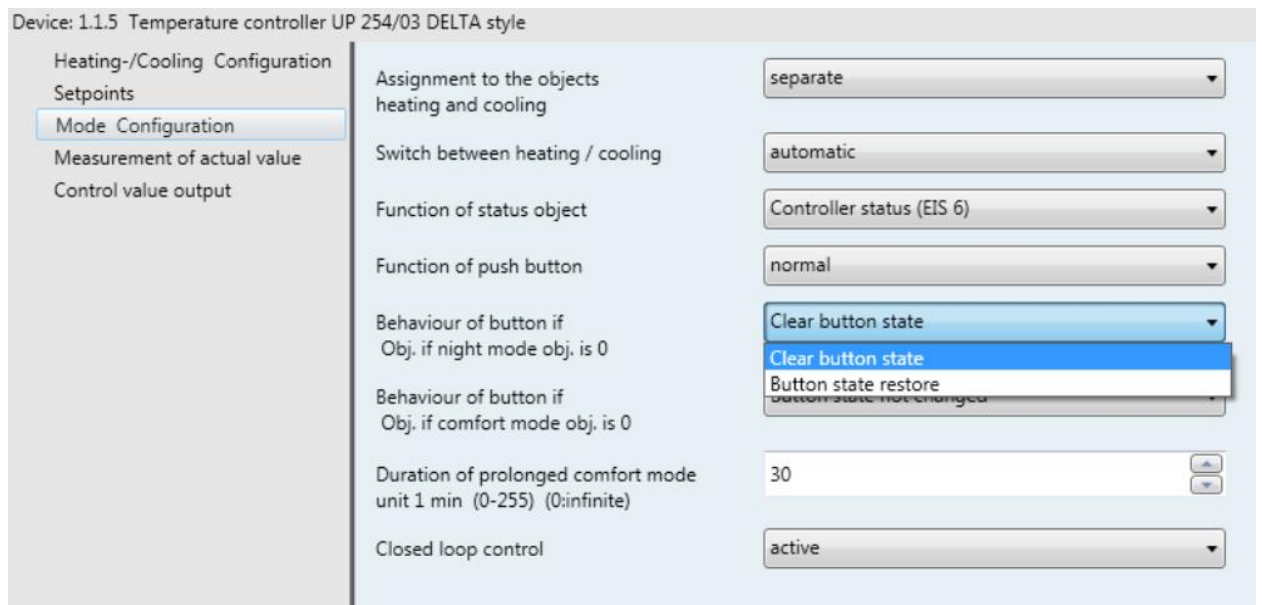 Device: 1.1.5 Temperature controller UP 254/03 DELTA style
Heating-/Cooling Configuration
Setpoints
Mode Configuration
Measurement of actual value
Control value output
Assignment to the objects
heating and cooling
separate
Switch between heating / cooling
automatic
Function of status object
Controller status (EIS 6)
Function of push button
normal
Behaviour of button if
Obj. if night mode obj. is 0
Clear button state
Clear button state
Button state restore
Behaviour of button if
Obj. if comfort mode obj. is 0
Button state not changed
Duration of prolonged comfort mode
unit 1 min (0-255) (0:infinite)
30
Closed loop control
active